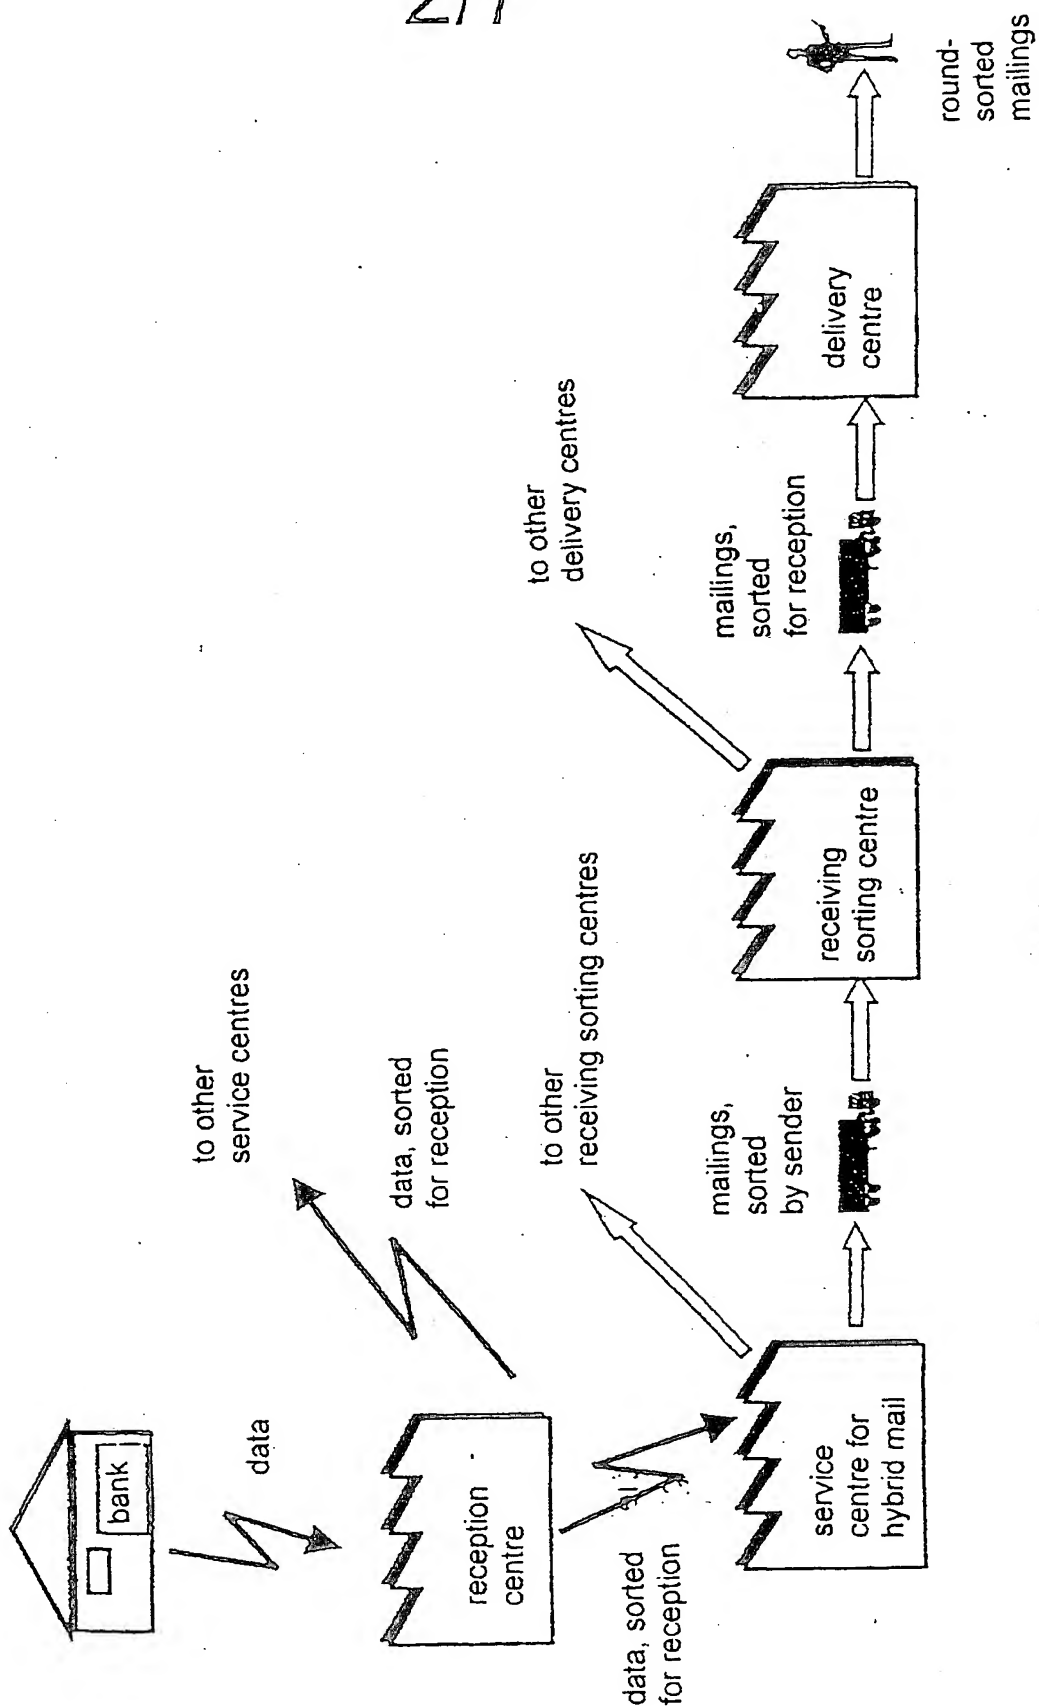 2/7
bank
data
reception
centre
to other
service centres
data, sorted
for reception
data, sorted
for reception
service
centre for
hybrid mail
to other
receiving sorting centres
mailings,
sorted
by sender
receiving
sorting centre
to other
delivery centres
mailings,
sorted
for reception
delivery
centre
round-
sorted
mailings